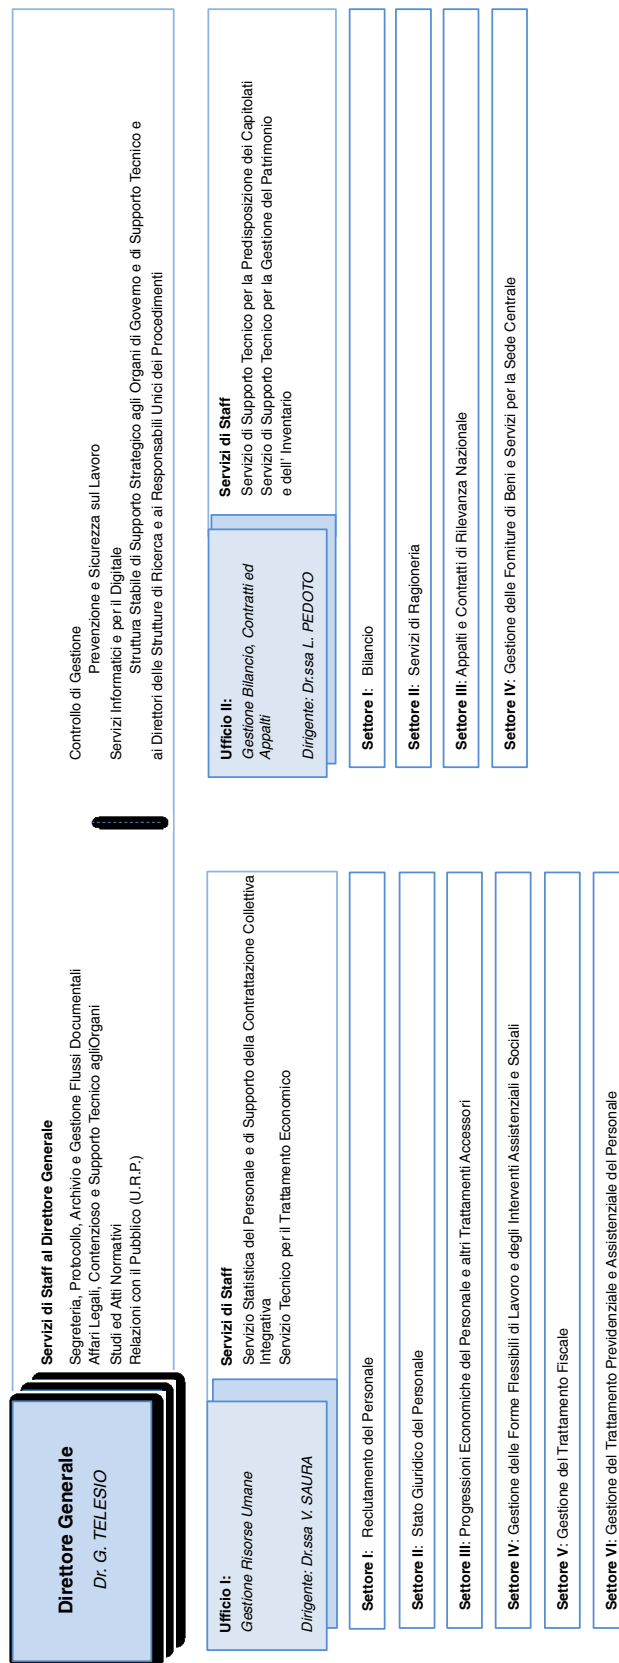 Direttore Generale
Dr. G. TELESIO
Servizi di Staff al Direttore Generale
Segreteria, Protocollo, Archivio e Gestione Flussi Documentali
Affari Legali, Contenzioso e Supporto Tecnico agliOrgani
Studi ed Atti Normativi
Relazioni con il Pubblico (U.R.P.)
Controllo di Gestione
Prevenzione e Sicurezza sul Lavoro
Servizi Informatici e per il Digitale
Struttura Stabile di Supporto Strategico agli Organi di Governo e di Supporto Tecnico e
ai Direttori delle Strutture di Ricerca e ai Responsabili Unici dei Procedimenti
Ufficio I:
Gestione Risorse Umane
Dirigente: Dr.ssa V. SAURA
Servizi di Staff
Servizio Statistica del Personale e di Supporto della Contrattazione Collettiva
Integrativa
Servizio Tecnico per il Trattamento Economico
Settore I: Reclutamento del Personale
Settore II: Stato Giuridico del Personale
Settore III: Progressioni Economiche del Personale e altri Trattamenti Accessori
Settore IV: Gestione delle Forme Flessibili di Lavoro e degli Interventi Assistenziali e Sociali
Settore V: Gestione del Trattamento Fiscale
Settore VI: Gestione del Trattamento Previdenziale e Assistenziale del Personale
Ufficio II:
Gestione Bilancio, Contratti ed
Appalti
Dirigente: Dr.ssa L. PEDOTO
Servizi di Staff
Servizio di Supporto Tecnico per la Predisposizione dei Capitolati
Servizio di Supporto Tecnico per la Gestione del Patrimonio
e dell' Inventario
Settore I: Bilancio
Settore II: Servizi di Ragioneria
Settore III: Appalti e Contratti di Rilevanza Nazionale
Settore IV: Gestione delle Forniture di Beni e Servizi per la Sede Centrale